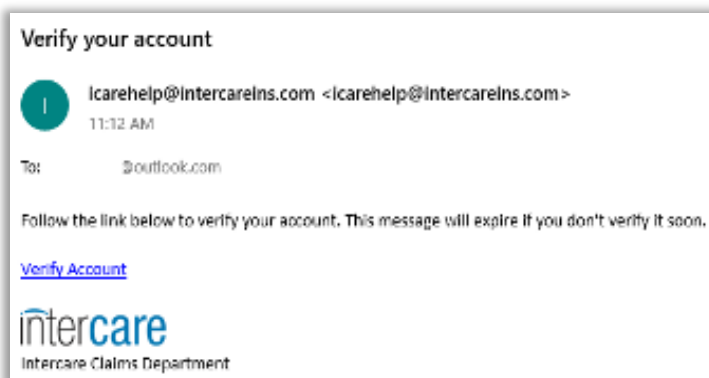 Verify your account
I
icarehelp@intercareins.com <icarehelp@intercareins.com>
11:12 AM
To: @outlook.com
Follow the link below to verify your account. This message will expire if you don't verify it soon.
Verify Account
intercare
Intercare Claims Department